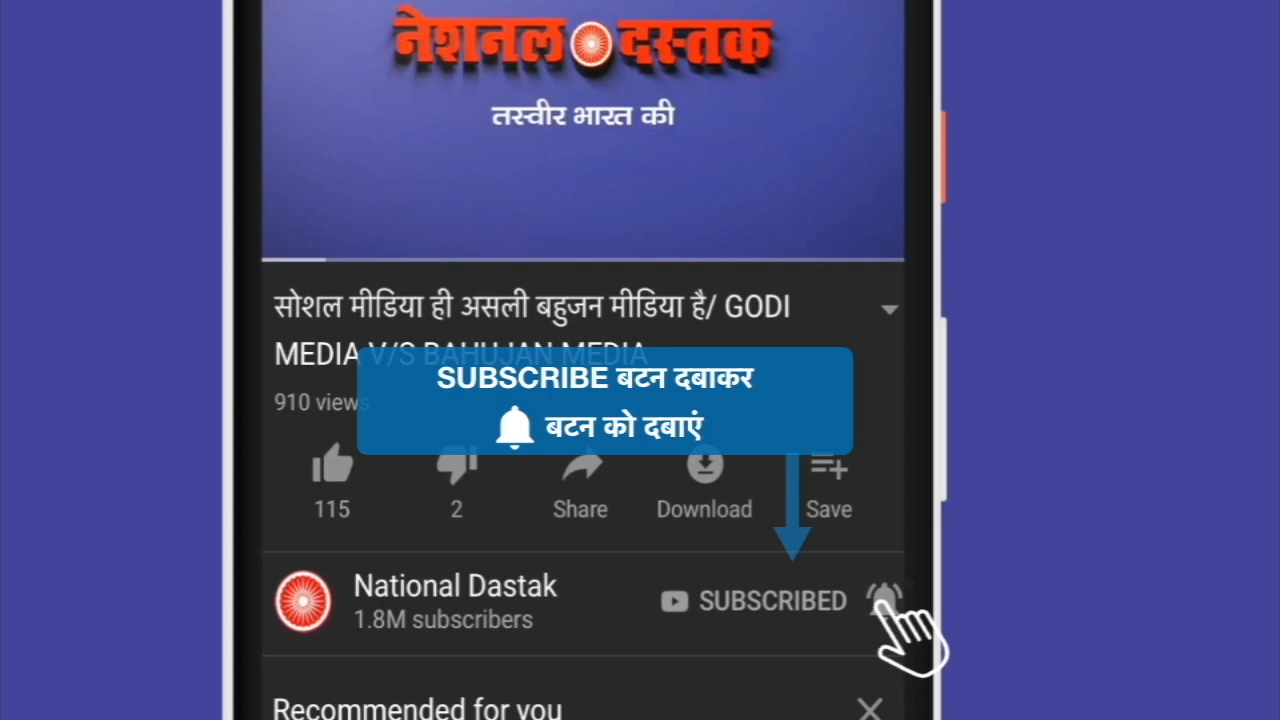 नेशनल दस्तक
तस्वीर भारत की
सोशल मीडिया ही असली बहुजन मीडिया है/ GODI
MEDIA V/S BAHUJAN MEDIA
910 views
SUBSCRIBE बटन दबाकर
बटन को दबाएं
115
2
Share
Download
Save
National Dastak
SUBSCRIBED
1.8M subscribers
Recommended for you